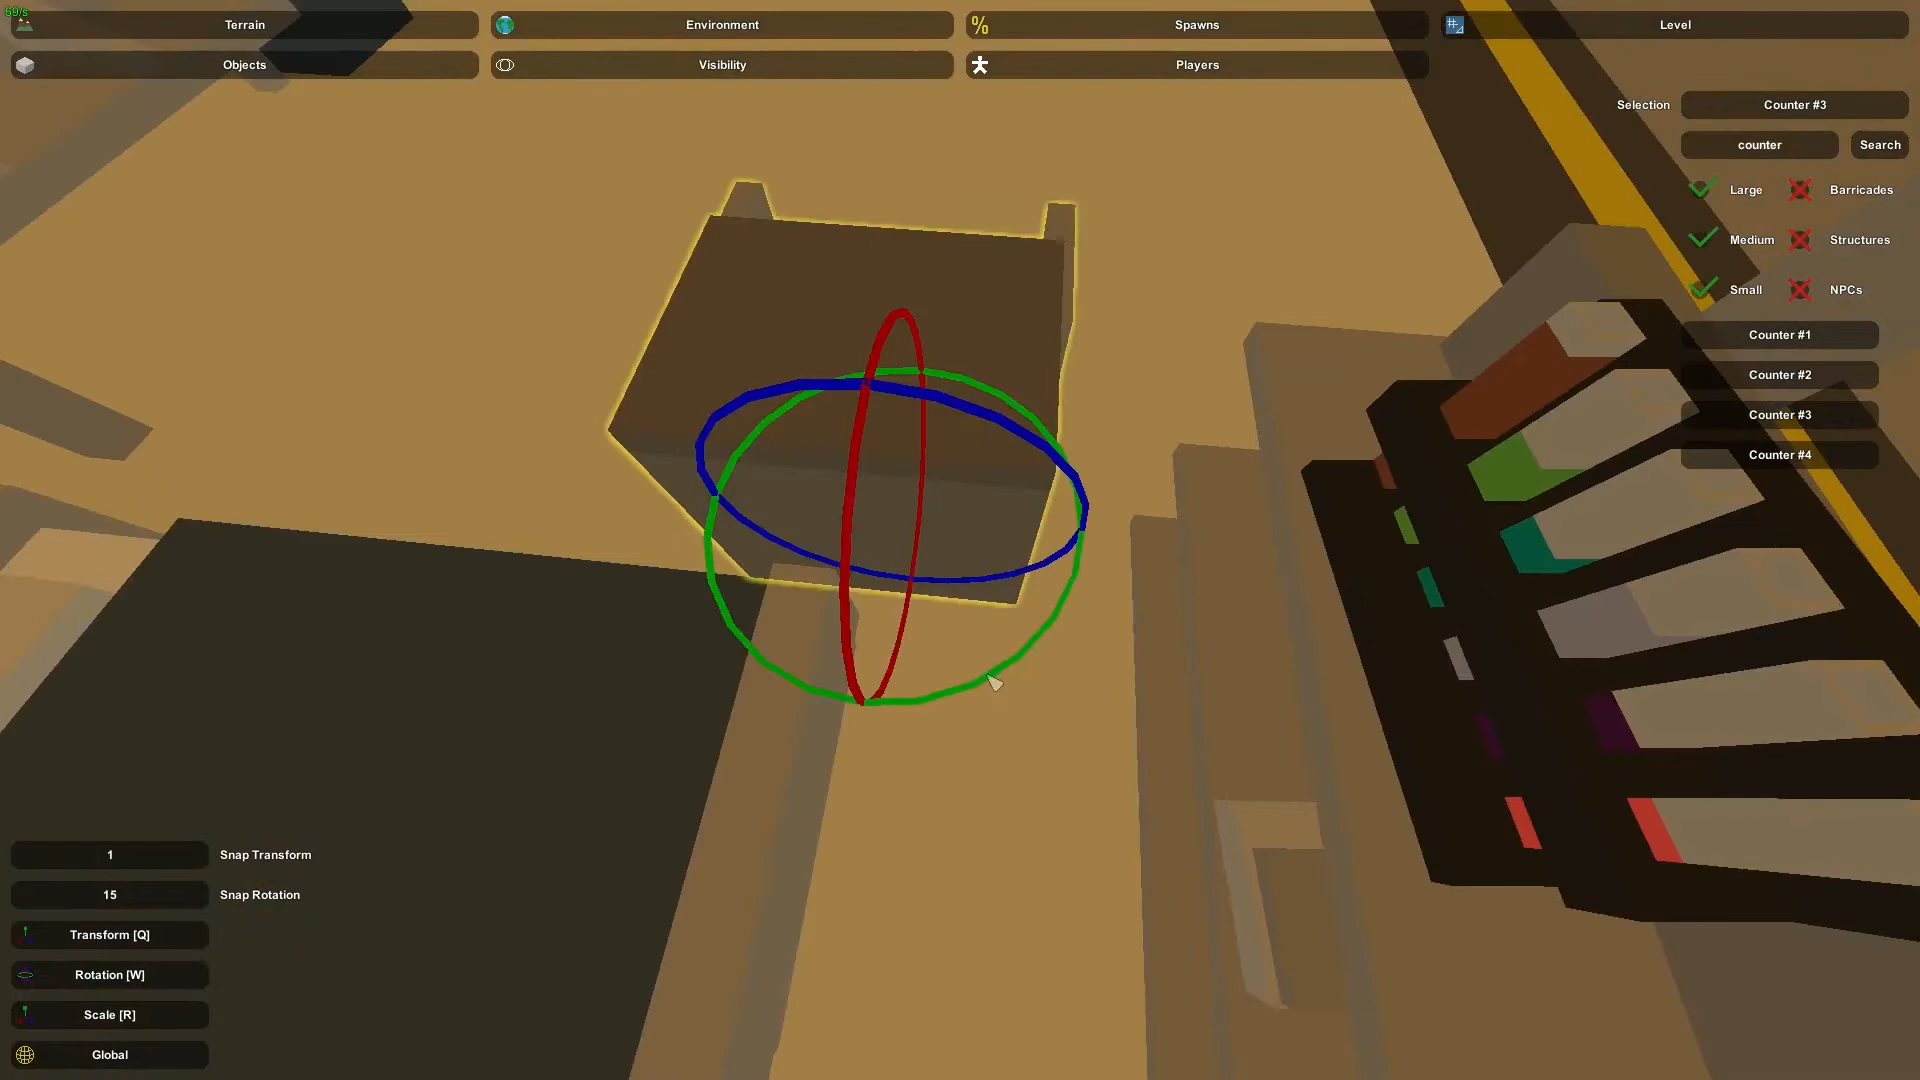 59/s
Terrain
Environment
Spawns
Level
Objects
Visibility
Players
Selection
Counter #3
counter
Search
Large
Barricades
Medium
Structures
Small
NPCs
Counter #1
Counter #2
Counter #3
Counter #4
1
Snap Transform
15
Snap Rotation
Transform [Q]
Rotation [W]
Scale [R]
Global